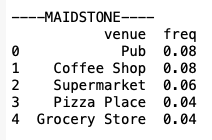 ----MAIDSTONE----
venue freq
0 Pub 0.08
1 Coffee Shop 0.08
2 Supermarket 0.06
3 Pizza Place 0.04
4 Grocery Store 0.04